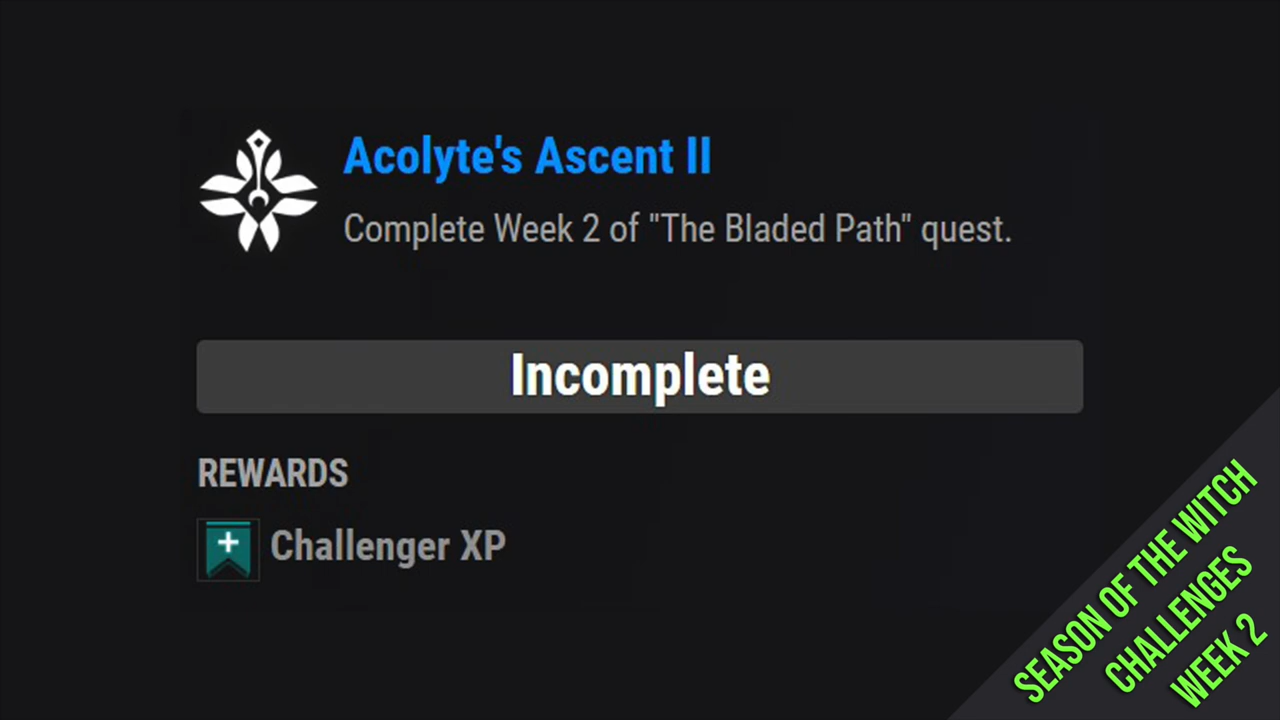 Acolyte's Ascent II
Complete Week 2 of "The Bladed Path" quest.
Incomplete
REWARDS
Challenger XP
SEASON OF THE WITCH
CHALLENGES
WEEK 2